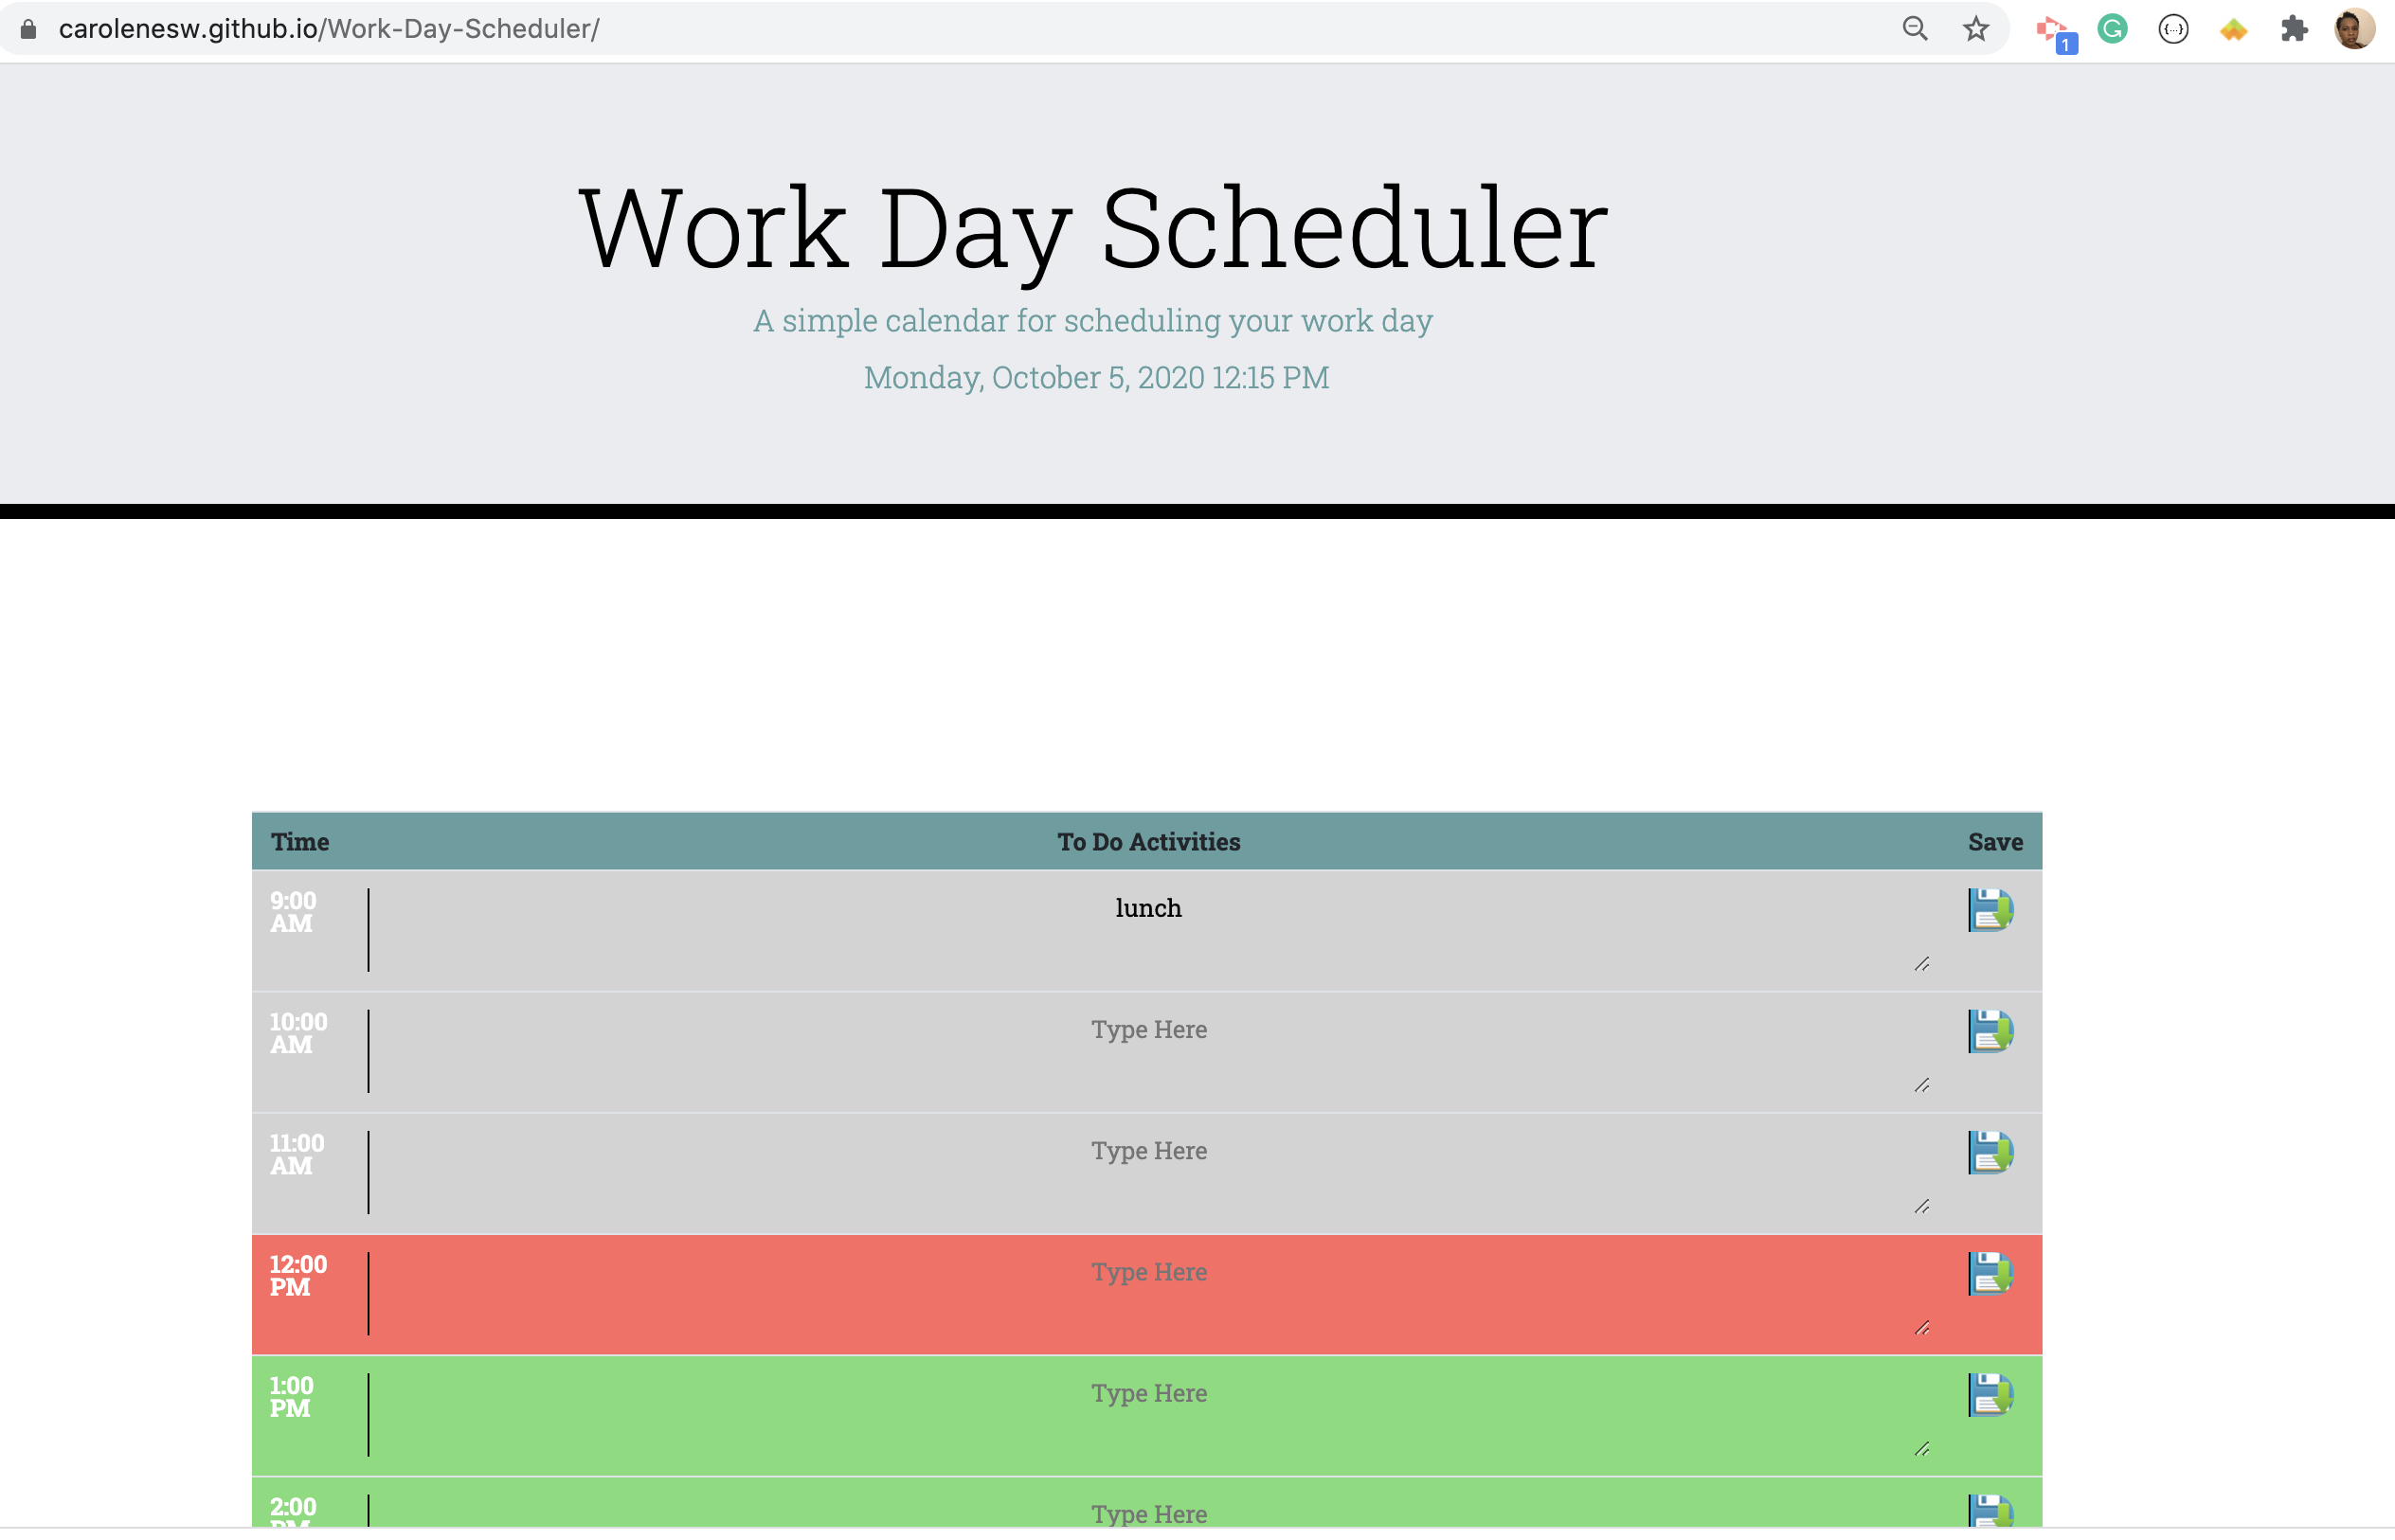 carolenesw.github.io/Work-Day-Scheduler/
1
Work Day Scheduler
A simple calendar for scheduling your work day
Monday, October 5, 2020 12:15 PM
Time To Do Activities Save
9:00
AM
lunch
10:00
AM
Type Here
11:00
AM
Type Here
12:00
PM
Type Here
1:00
PM
Type Here
2:00
PM
Type Here